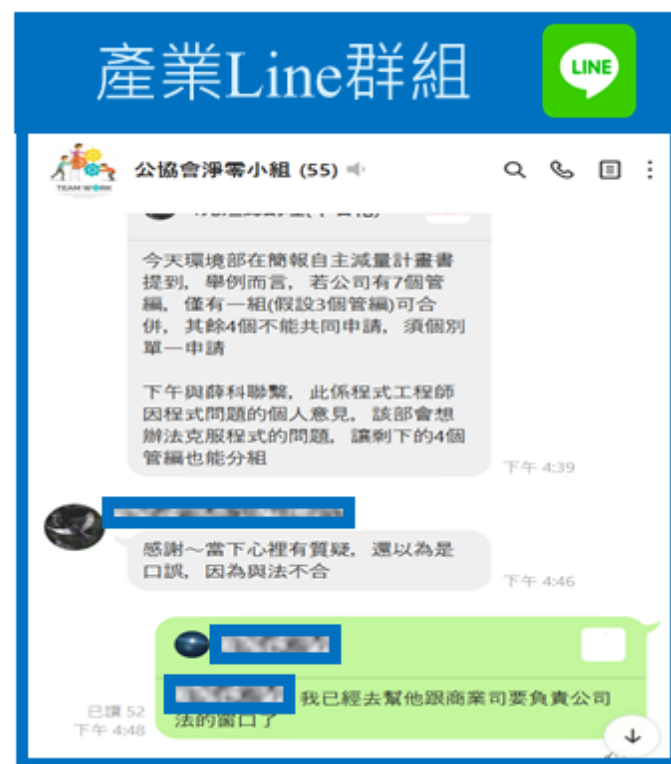 產業Line群組
LINE
TEAM WORK
公協會淨零小組 (55)
今天環境部在簡報自主減量計畫書
提到, 舉例而言, 若公司有7個管
編, 僅有一組(假設3個管編)可合
併, 其餘4個不能共同申請, 須個別
單一申請
下午與薛科聯繫, 此係程式工程師
因程式問題的個人意見, 該部會想
辦法克服程式的問題, 讓剩下的4個
管編也能分組
下午 4:39
感謝~當下心裡有質疑, 還以為是
口誤, 因為與法不合
下午 4:46
我已經去幫他跟商業司要負責公司
法的窗口了
已讀 52
下午 4:48